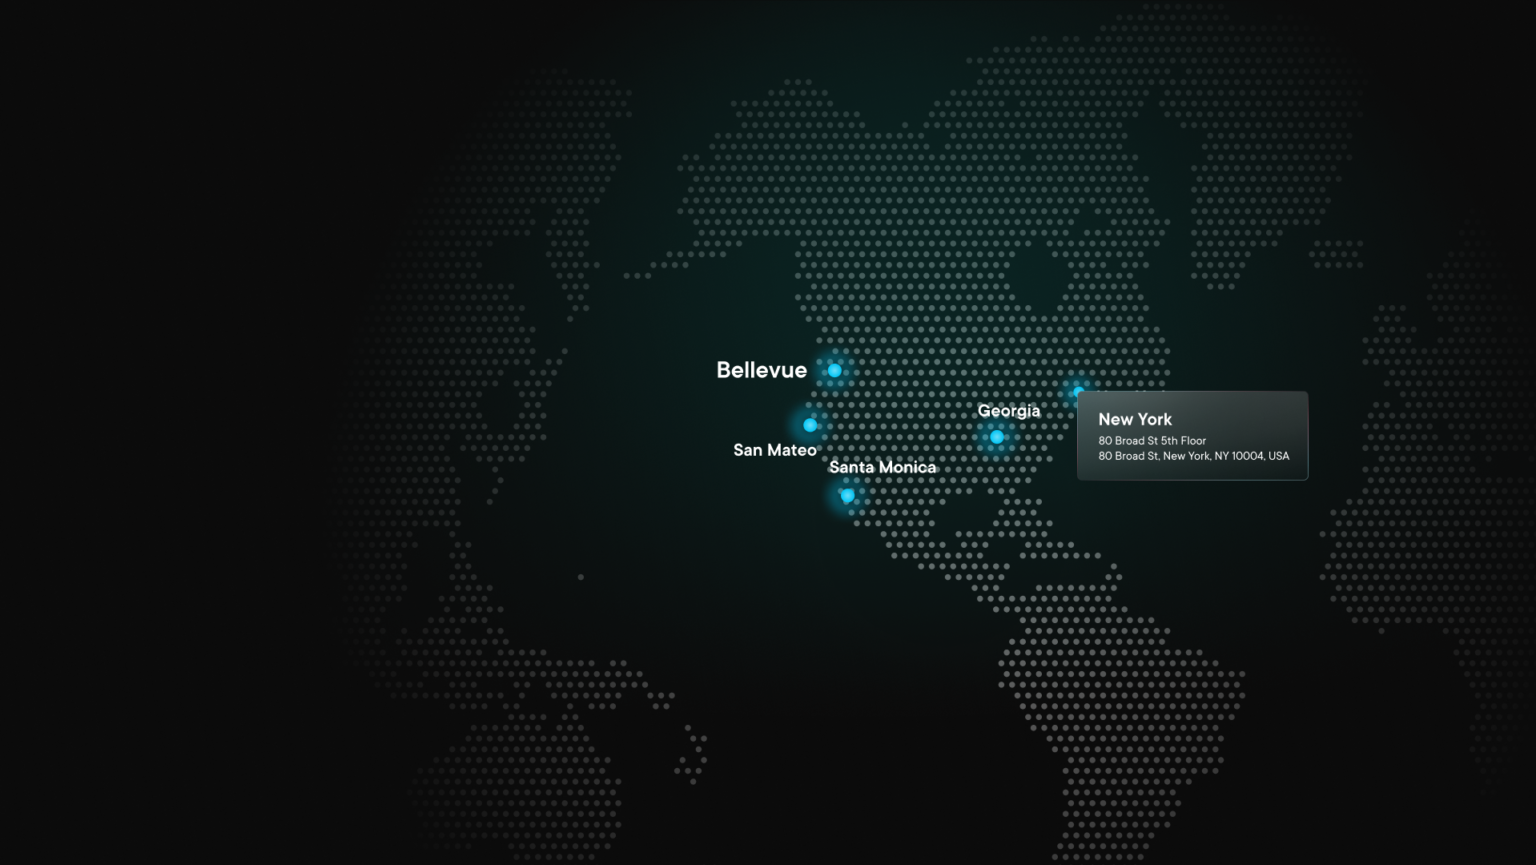 Bellevue
Georgia
New York
80 Broad St 5th Floor
80 Broad St, New York, NY 10004, USA
San Mateo
Santa Monica